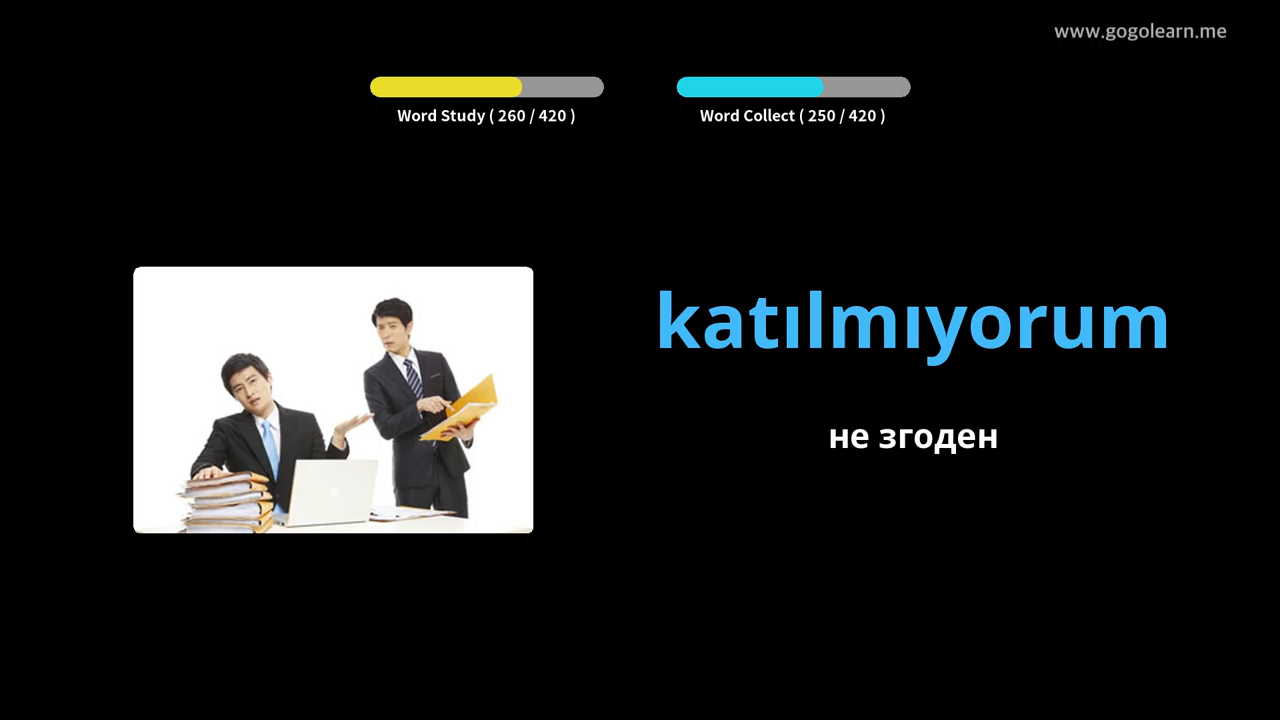 www.gogolearn.me
Word Study ( 260 / 420 )
Word Collect ( 250 / 420 )
katılmıyorum
не згоден